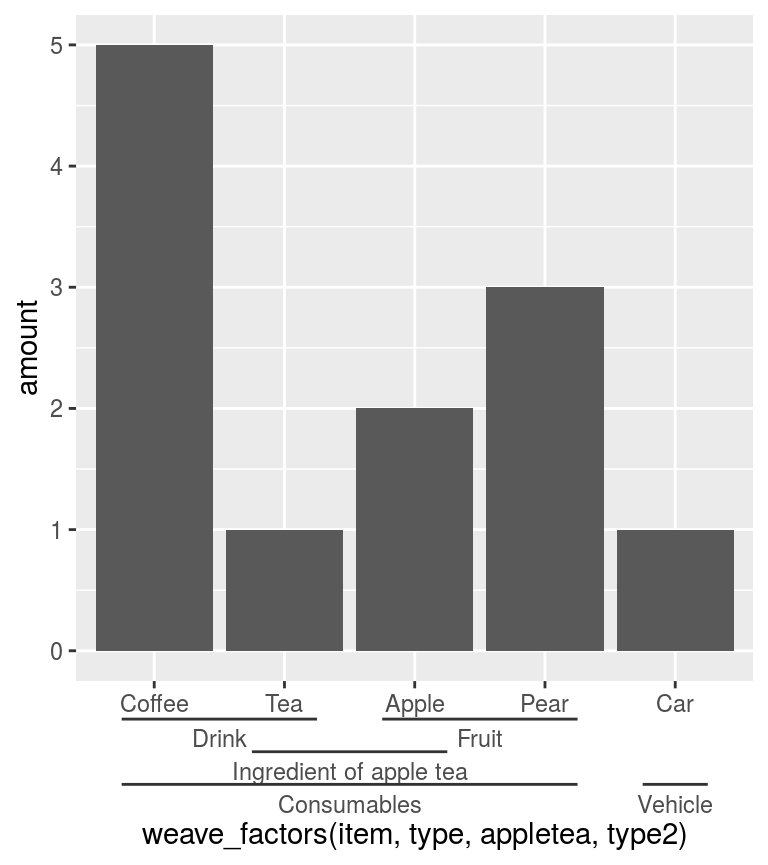 5
4
3
2
1
0
amount
Coffee Tea Apple Pear Car
Drink Fruit
Ingredient of apple tea
Consumables Vehicle
weave_factors(item, type, appletea, type2)